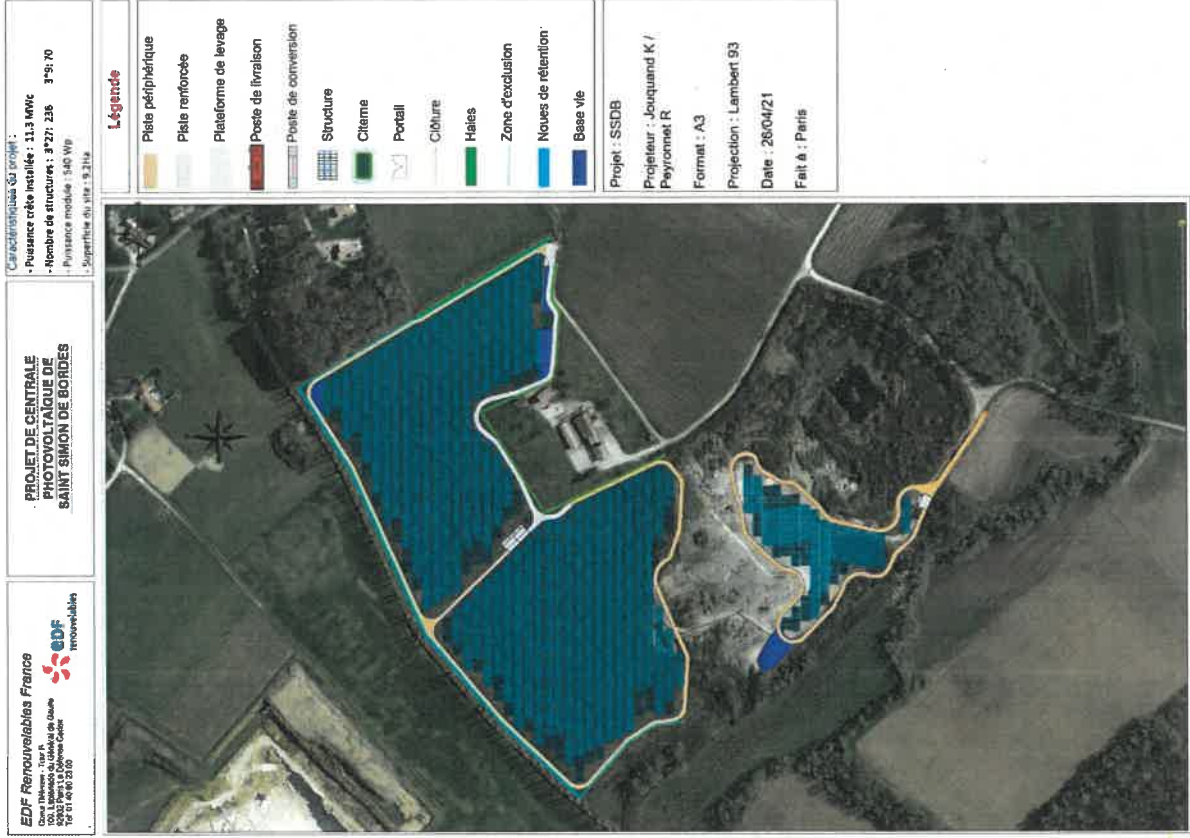 EDF Renouvelables France
Cœur Défense - Tour B
100, Esplanade du Général de Gaulle
92932 Paris La Défense Cedex
Tel 01 40 90 23 00
EDF
renouvelables
PROJET DE CENTRALE
PHOTOVOLTAÏQUE DE
SAINT SIMON DE BORDES
Caractéristiques du projet :
- Puissance crête installée : 11.3 MWc
- Nombre de structures : 3*27: 236 3*9: 70
- Puissance module : 540 Wp
- Superficie du site : 9.2Ha
Légende
Piste périphérique
Piste renforcée
Plateforme de levage
Poste de livraison
Poste de conversion
Structure
Citerne
Portail
Clôture
Haies
Zone d'exclusion
Noues de rétention
Base vie
Projet : SSDB
Projeteur : Jouquand K /
Peyronnet R
Format : A3
Projection : Lambert 93
Date : 26/04/21
Fait à : Paris